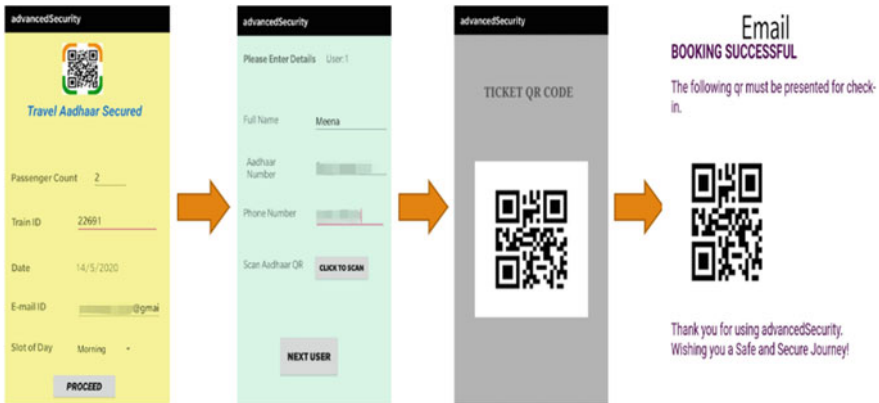 advancedSecurity
Travel Aadhaar Secured
Passenger Count 2
Train ID 22691
Date 14/5/2020
E-mail ID @gmai
Slot of Day Morning
PROCEED
advancedSecurity
Please Enter Details User:1
Full Name Meena
Aadhaar
Number
Phone Number
Scan Aadhaar QR CLICK TO SCAN
NEXT USER
advancedSecurity
TICKET QR CODE
Email
BOOKING SUCCESSFUL
The following qr must be presented for check-
in.
Thank you for using advancedSecurity.
Wishing you a Safe and Secure Journey!